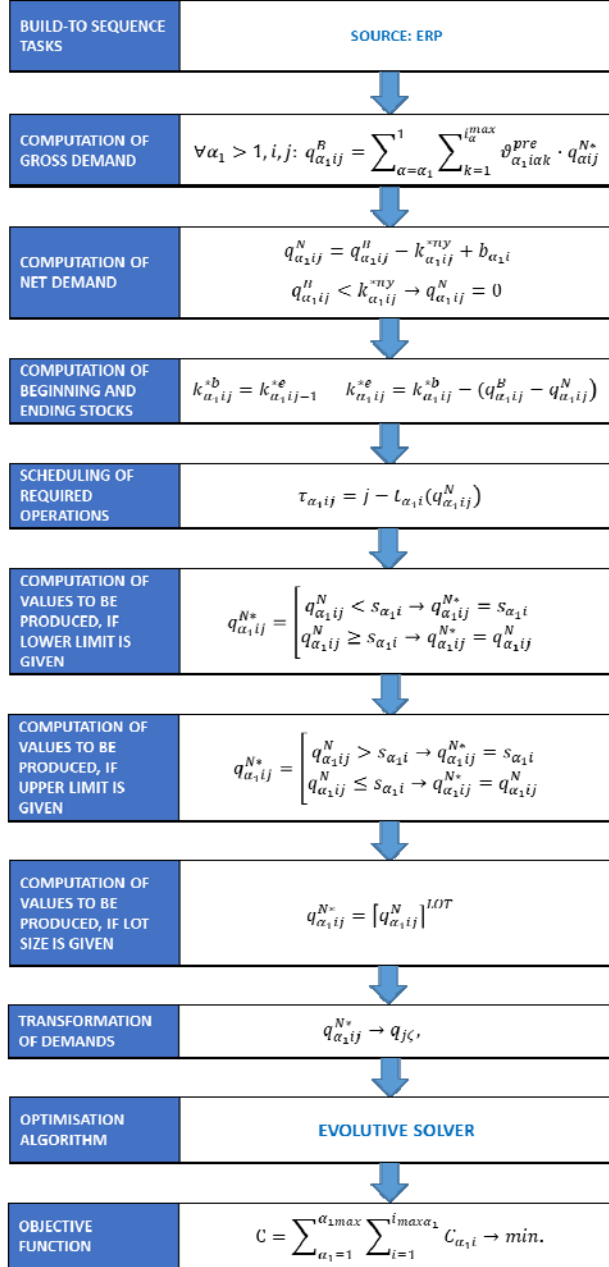 BUILD-TO SEQUENCE
TASKS
SOURCE: ERP
COMPUTATION OF
GROSS DEMAND
∀α₁ > 1, i, j: q^B_{α₁ij} = ∑_{α=α₁}^{1} ∑_{k=1}^{i_α^{max}} ϑ^{pre}_{α₁iαk} · q^{N*}_{αij}
COMPUTATION OF
NET DEMAND
q^N_{α₁ij} = q^B_{α₁ij} − k^{*ny}_{α₁ij} + b_{α₁i}
q^B_{α₁ij} < k^{*ny}_{α₁ij} → q^N_{α₁ij} = 0
COMPUTATION OF
BEGINNING AND
ENDING STOCKS
k^{*b}_{α₁ij} = k^{*e}_{α₁ij−1} k^{*e}_{α₁ij} = k^{*b}_{α₁ij} − (q^B_{α₁ij} − q^N_{α₁ij})
SCHEDULING OF
REQUIRED
OPERATIONS
τ_{α₁ij} = j − t_{α₁i}(q^N_{α₁ij})
COMPUTATION OF
VALUES TO BE
PRODUCED, IF
LOWER LIMIT IS
GIVEN
q^{N*}_{α₁ij} = [ q^N_{α₁ij} < s_{α₁i} → q^{N*}_{α₁ij} = s_{α₁i}
q^N_{α₁ij} ≥ s_{α₁i} → q^{N*}_{α₁ij} = q^N_{α₁ij}
COMPUTATION OF
VALUES TO BE
PRODUCED, IF
UPPER LIMIT IS
GIVEN
q^{N*}_{α₁ij} = [ q^N_{α₁ij} > s_{α₁i} → q^{N*}_{α₁ij} = s_{α₁i}
q^N_{α₁ij} ≤ s_{α₁i} → q^{N*}_{α₁ij} = q^N_{α₁ij}
COMPUTATION OF
VALUES TO BE
PRODUCED, IF LOT
SIZE IS GIVEN
q^{N*}_{α₁ij} = ⌈q^N_{α₁ij}⌉^{LOT}
TRANSFORMATION
OF DEMANDS
q^{N*}_{α₁ij} → q_{jζ},
OPTIMISATION
ALGORITHM
EVOLUTIVE SOLVER
OBJECTIVE
FUNCTION
C = ∑_{α₁=1}^{α_{1max}} ∑_{i=1}^{i_{maxα₁}} C_{α₁i} → min.